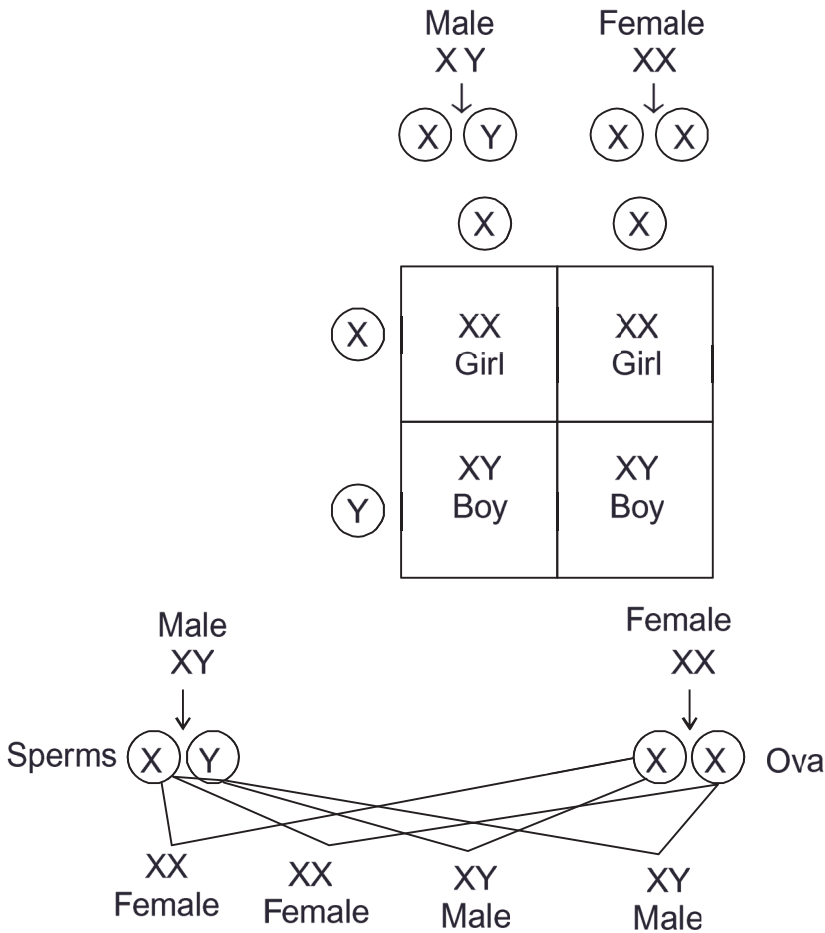 Male Female
X Y XX
X Y X X
X X
X XX XX
Girl Girl
XY XY
Y Boy Boy
Male Female
XY XX
Sperms X Y X X Ova
XX XX XY XY
Female Female Male Male